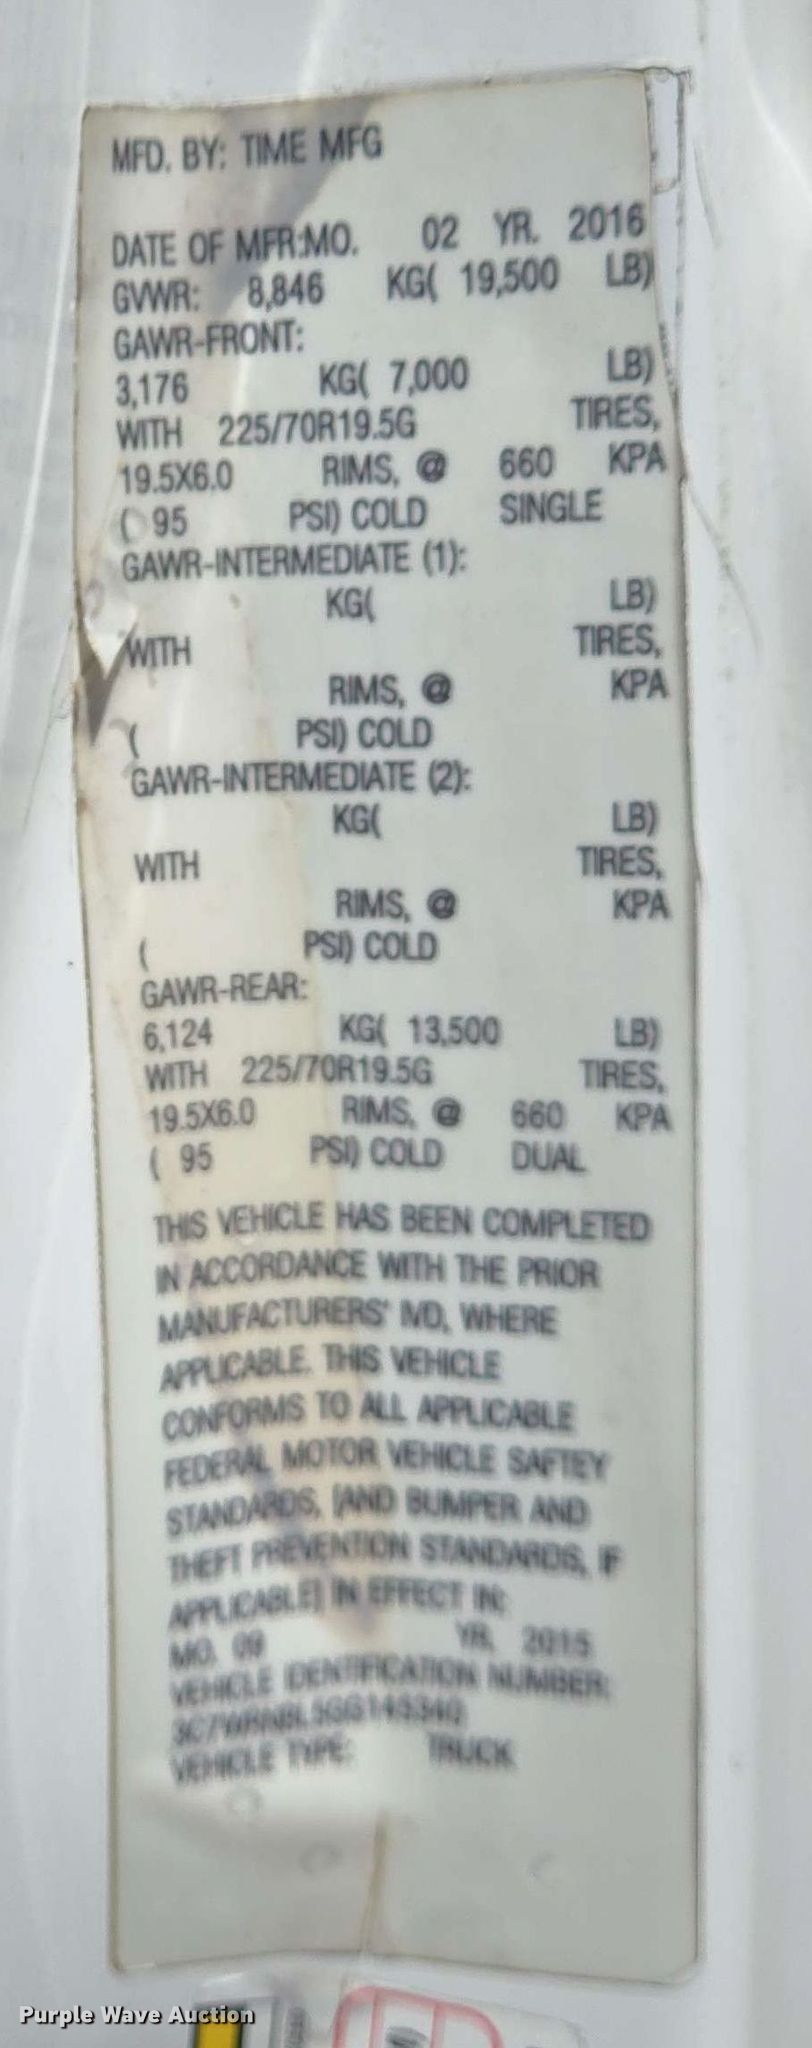 MFD. BY: TIME MFG
DATE OF MFR:MO. 02 YR. 2016
GVWR: 8,846 KG( 19,500 LB)
GAWR-FRONT:
3,176 KG( 7,000 LB)
WITH 225/70R19.5G TIRES,
19.5X6.0 RIMS, @ 660 KPA
( 95 PSI) COLD SINGLE
GAWR-INTERMEDIATE (1):
KG( LB)
WITH TIRES,
RIMS, @ KPA
( PSI) COLD
GAWR-INTERMEDIATE (2):
KG( LB)
WITH TIRES,
RIMS, @ KPA
( PSI) COLD
GAWR-REAR:
6,124 KG( 13,500 LB)
WITH 225/70R19.5G TIRES,
19.5X6.0 RIMS, @ 660 KPA
( 95 PSI) COLD DUAL
THIS VEHICLE HAS BEEN COMPLETED
IN ACCORDANCE WITH THE PRIOR
MANUFACTURERS' IVD, WHERE
APPLICABLE. THIS VEHICLE
CONFORMS TO ALL APPLICABLE
FEDERAL MOTOR VEHICLE SAFTEY
STANDARDS, [AND BUMPER AND
THEFT PREVENTION STANDARDS, IF
APPLICABLE] IN EFFECT IN:
MO. 09 YR. 2015
VEHICLE IDENTIFICATION NUMBER:
VEHICLE TYPE: TRUCK
Purple Wave Auction